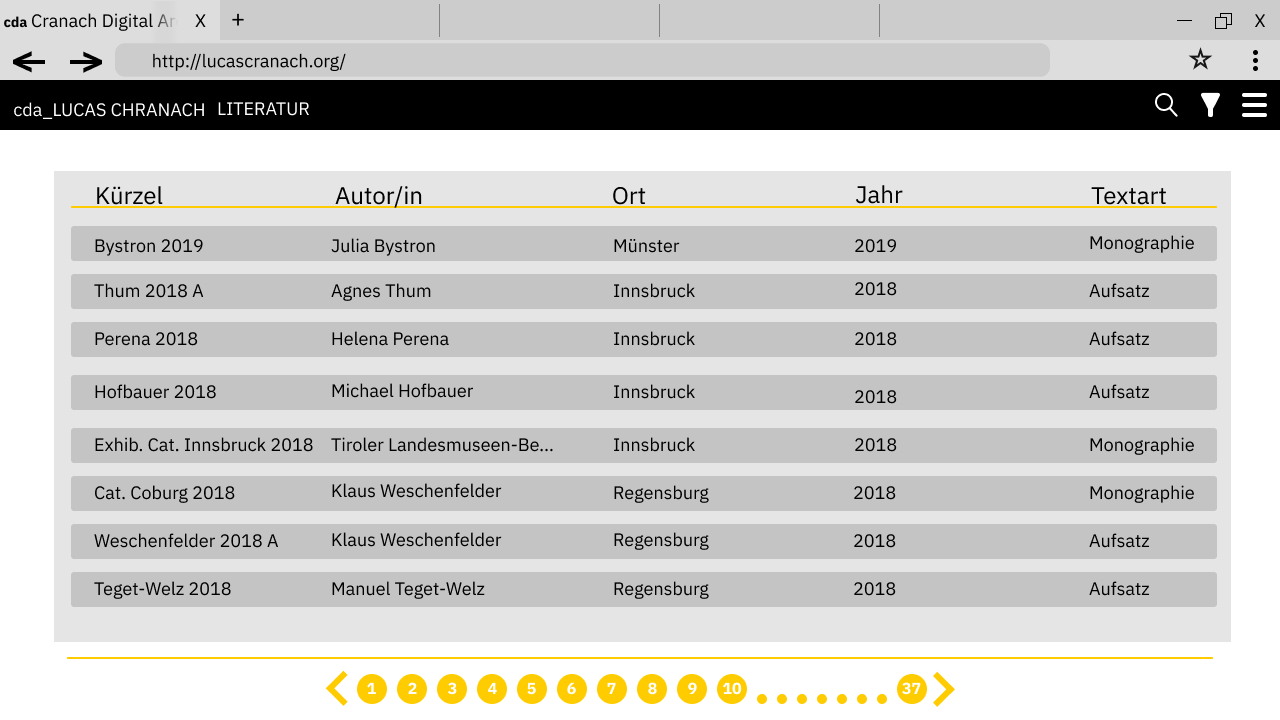 cda Cranach Digital Ar X +
X
http://lucascranach.org/
cda_LUCAS CHRANACH LITERATUR
Kürzel Autor/in Ort Jahr Textart
Bystron 2019 Julia Bystron Münster 2019 Monographie
Thum 2018 A Agnes Thum Innsbruck 2018 Aufsatz
Perena 2018 Helena Perena Innsbruck 2018 Aufsatz
Hofbauer 2018 Michael Hofbauer Innsbruck 2018 Aufsatz
Exhib. Cat. Innsbruck 2018 Tiroler Landesmuseen-Be... Innsbruck 2018 Monographie
Cat. Coburg 2018 Klaus Weschenfelder Regensburg 2018 Monographie
Weschenfelder 2018 A Klaus Weschenfelder Regensburg 2018 Aufsatz
Teget-Welz 2018 Manuel Teget-Welz Regensburg 2018 Aufsatz
1 2 3 4 5 6 7 8 9 10 . . . . . . . 37